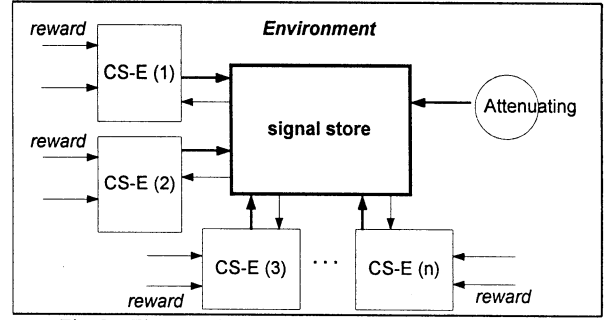 reward
Environment
CS-E (1)
signal store
Attenuating
reward
CS-E (2)
CS-E (3)
...
CS-E (n)
reward
reward